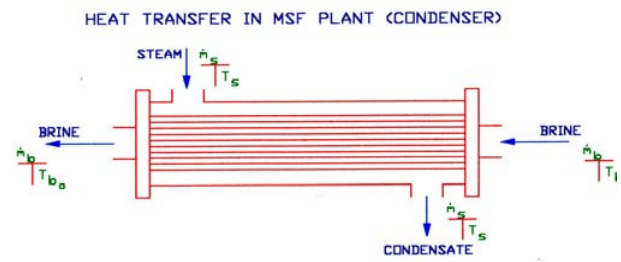 HEAT TRANSFER IN MSF PLANT (CONDENSER)
STEAM
ṁs
Ts
BRINE
BRINE
ṁb
Tbo
ṁb
ṁs
Ts
CONDENSATE